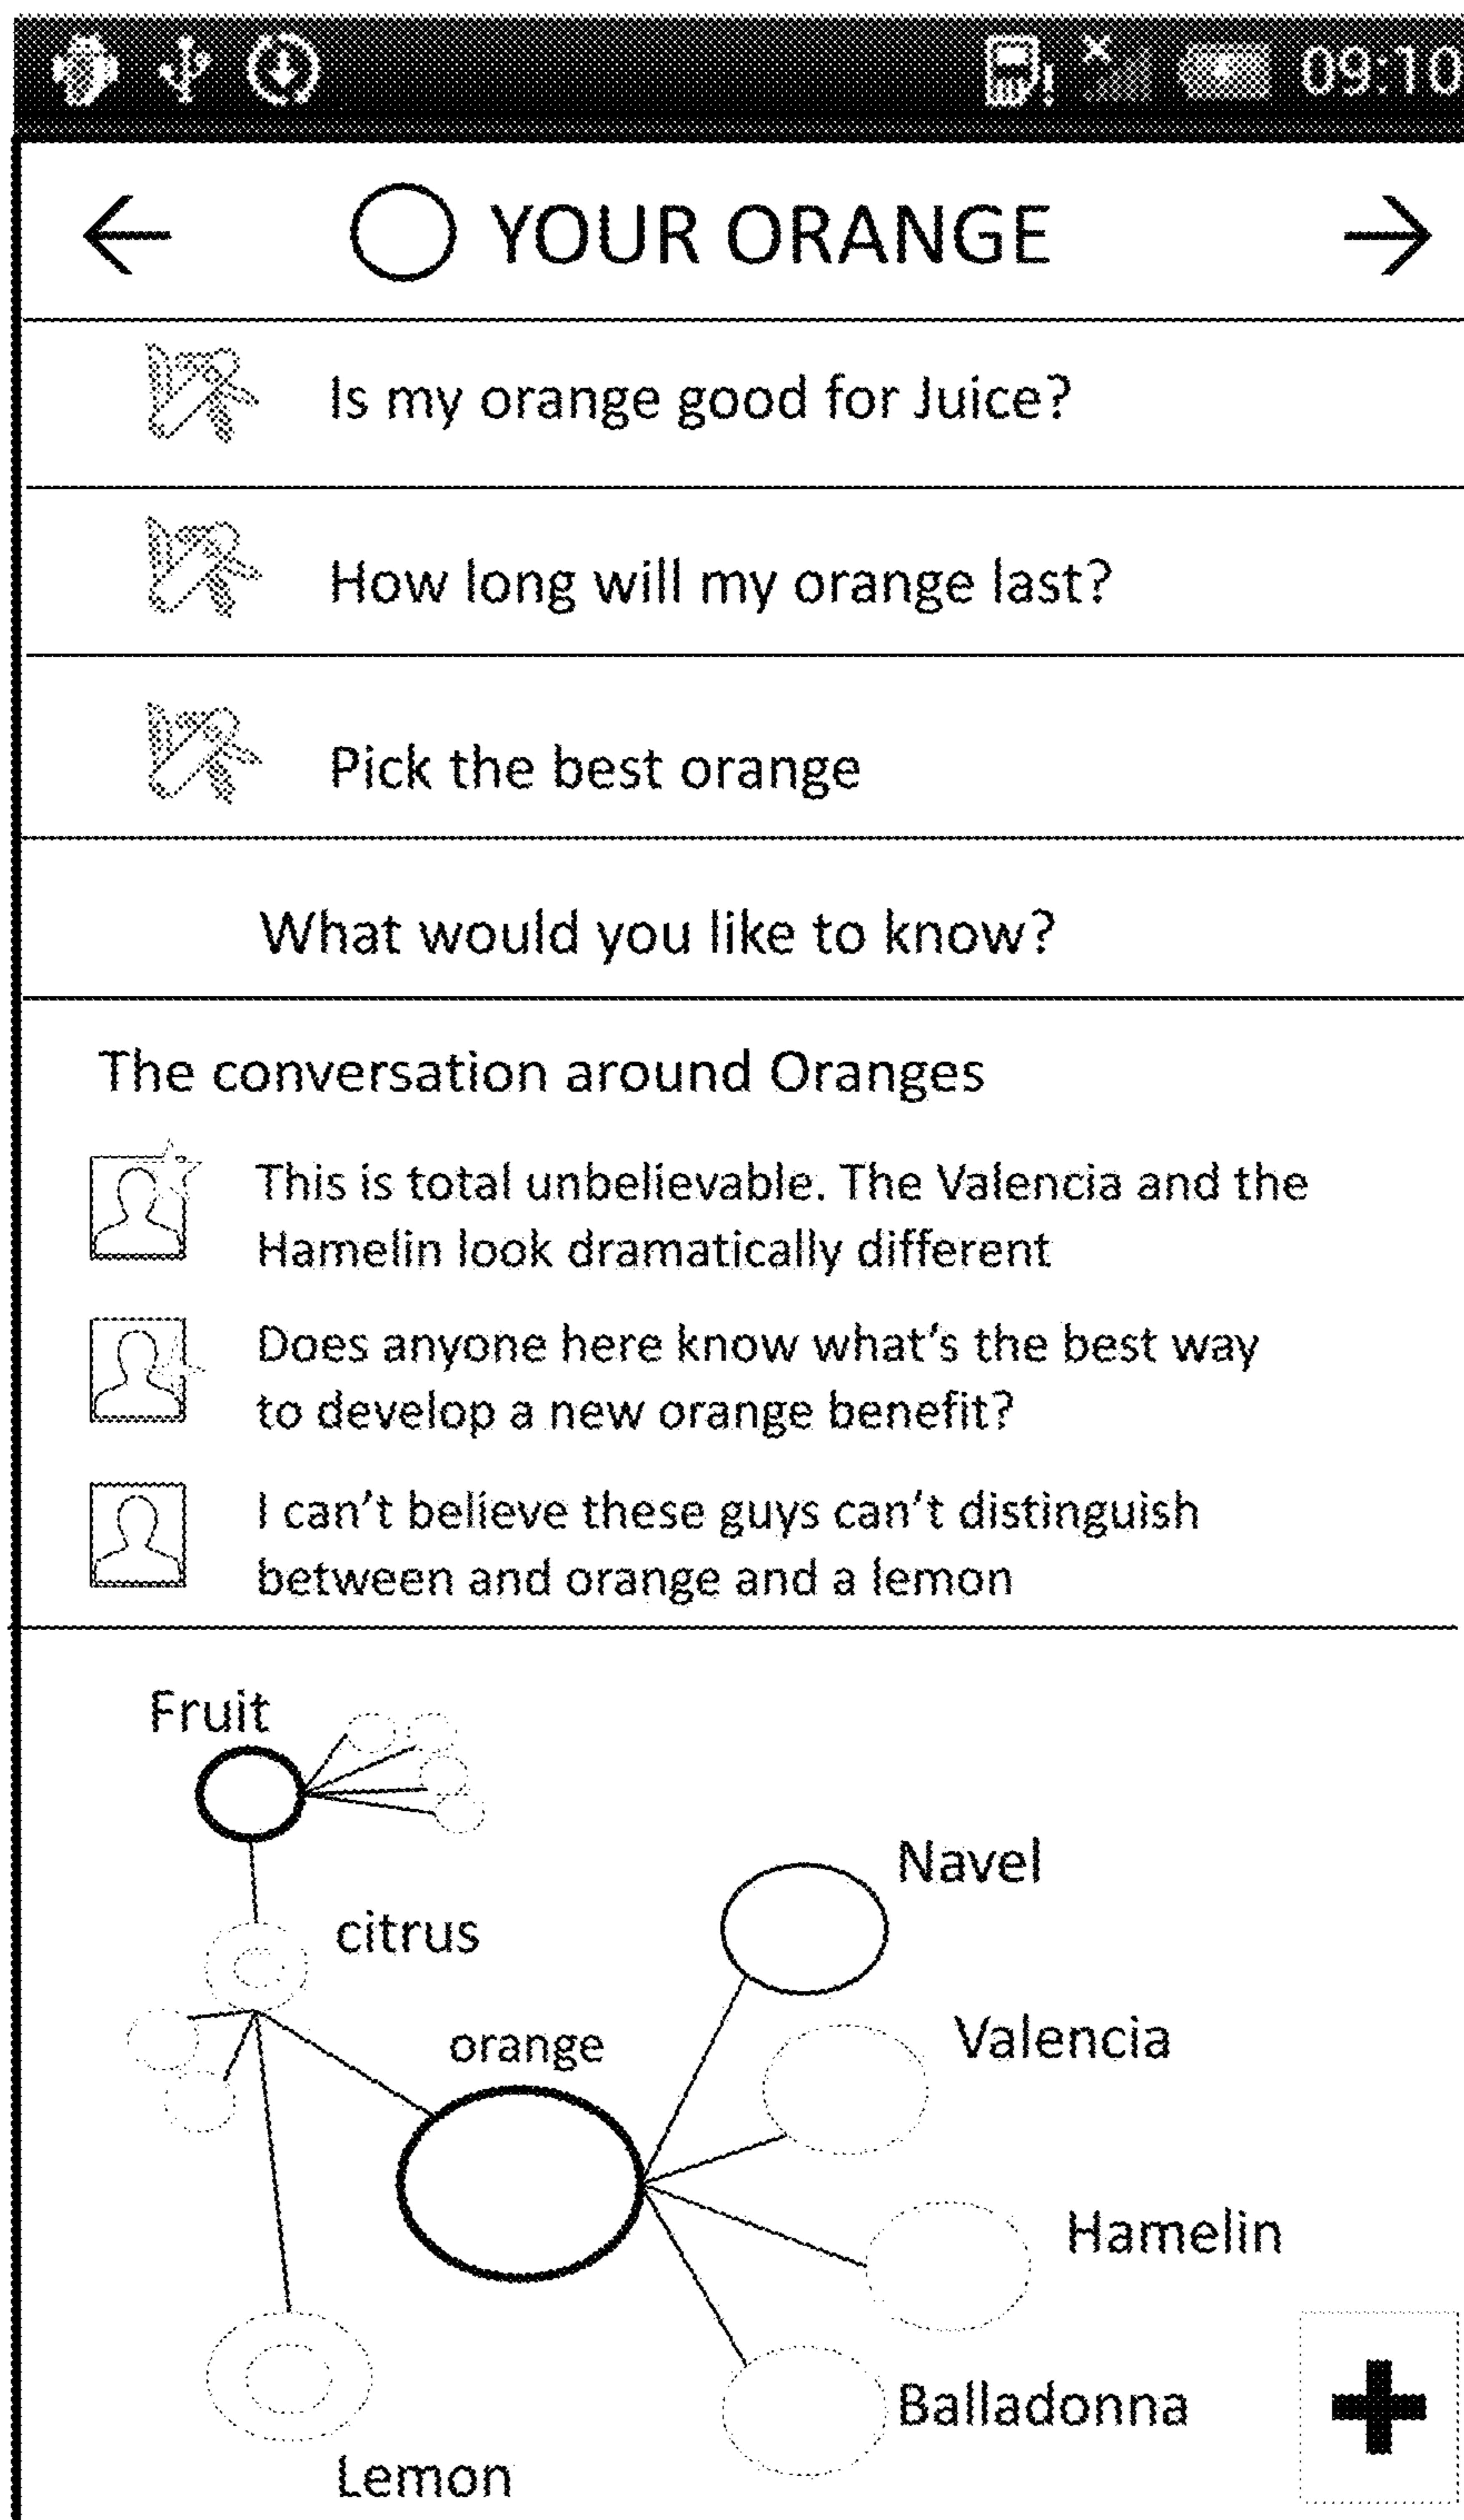 09:10
YOUR ORANGE
Is my orange good for Juice?
How long will my orange last?
Pick the best orange
What would you like to know?
The conversation around Oranges
This is total unbelievable. The Valencia and the
Hamelin look dramatically different
Does anyone here know what's the best way
to develop a new orange benefit?
I can't believe these guys can't distinguish
between and orange and a lemon
Fruit
citrus
Navel
orange
Valencia
Hamelin
Balladonna
Lemon